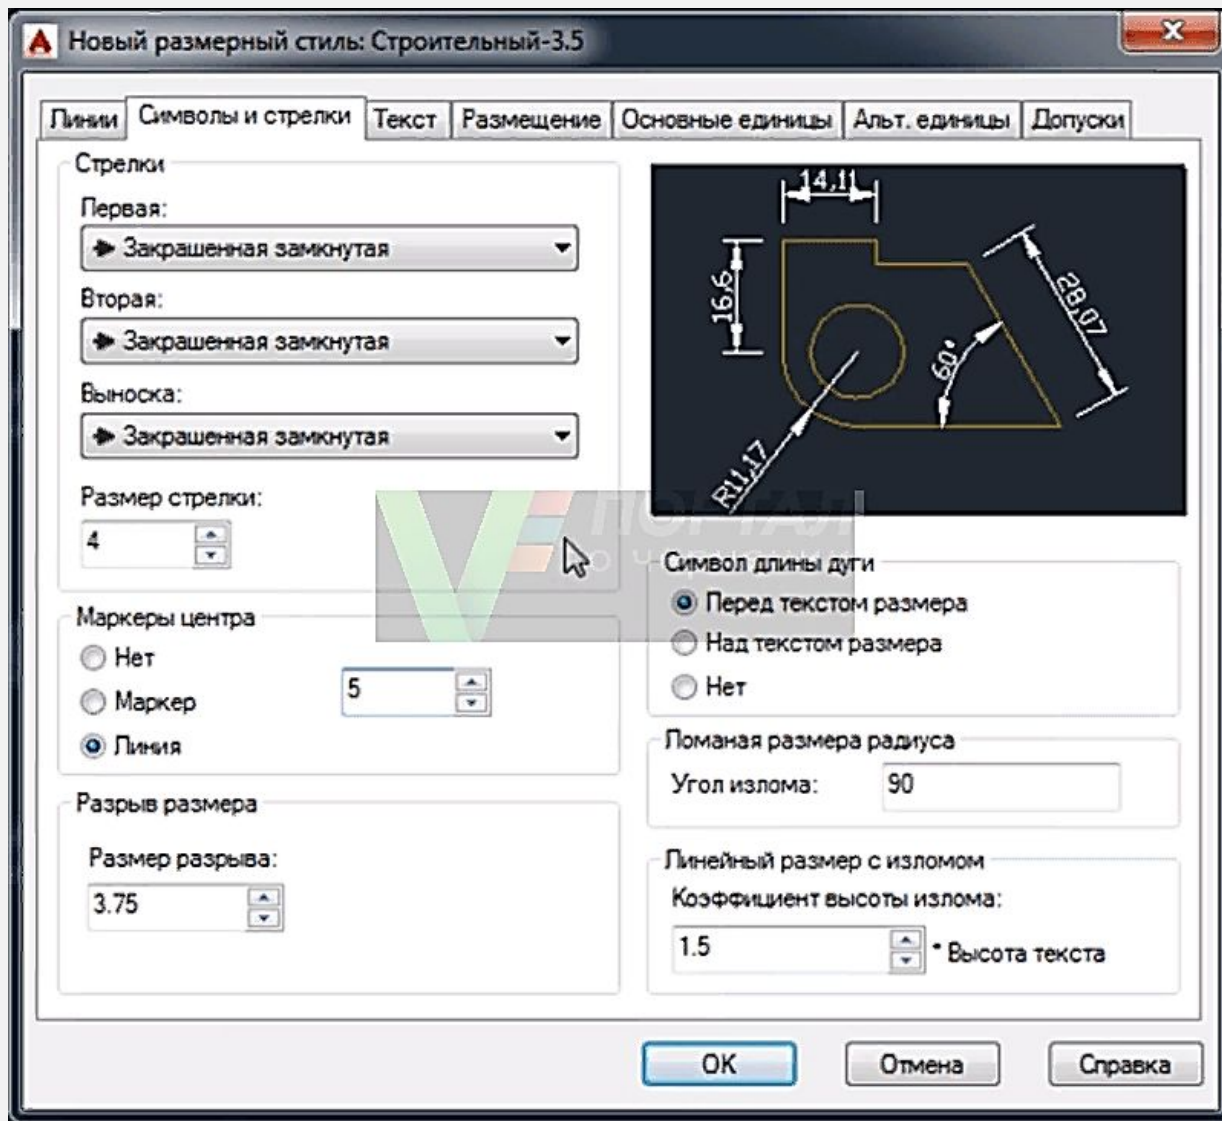 Новый размерный стиль: Строительный-3.5
Линии Символы и стрелки Текст Размещение Основные единицы Альт. единицы Допуски
Стрелки
Первая:
Закрашенная замкнутая
Вторая:
Закрашенная замкнутая
Выноска:
Закрашенная замкнутая
Размер стрелки:
4
Маркеры центра
Нет
Маркер
Линия
5
Разрыв размера
Размер разрыва:
3.75
14,11
16,6
28,07
60°
R11,17
ПОРТАЛ
о черчении
Символ длины дуги
Перед текстом размера
Над текстом размера
Нет
Ломаная размера радиуса
Угол излома: 90
Линейный размер с изломом
Коэффициент высоты излома:
1.5 * Высота текста
OK Отмена Справка